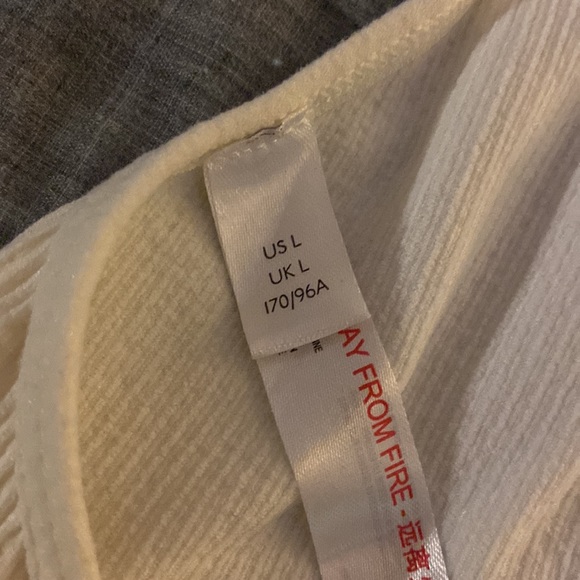 US L
UK L
170/96A
AY FROM FIRE - 远离